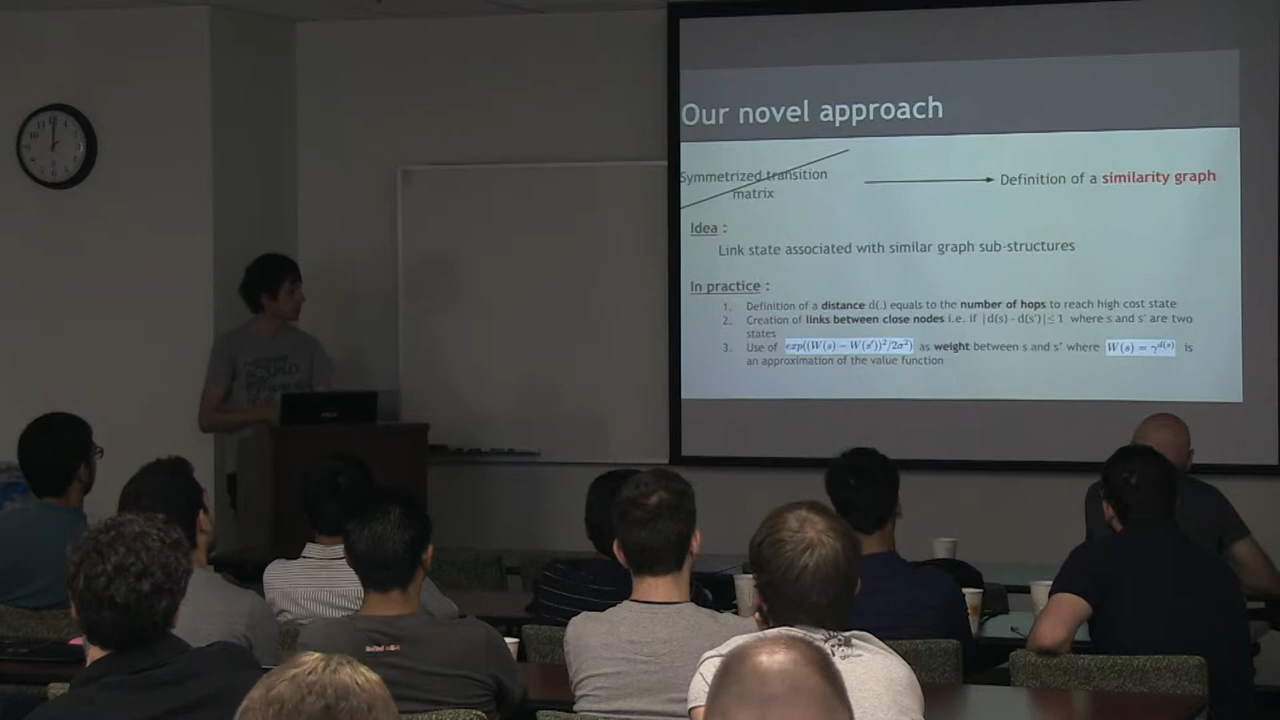 Our novel approach
Symmetrized transition
matrix
Definition of a similarity graph
Idea :
Link state associated with similar graph sub-structures
In practice :
1. Definition of a distance d(.) equals to the number of hops to reach high cost state
2. Creation of links between close nodes i.e. if |d(s) - d(s')| ≤ 1 where s and s' are two
states
3. Use of exp((W(s) − W(s'))²/2σ²) as weight between s and s' where W(s) = γ^d(s) is
an approximation of the value function